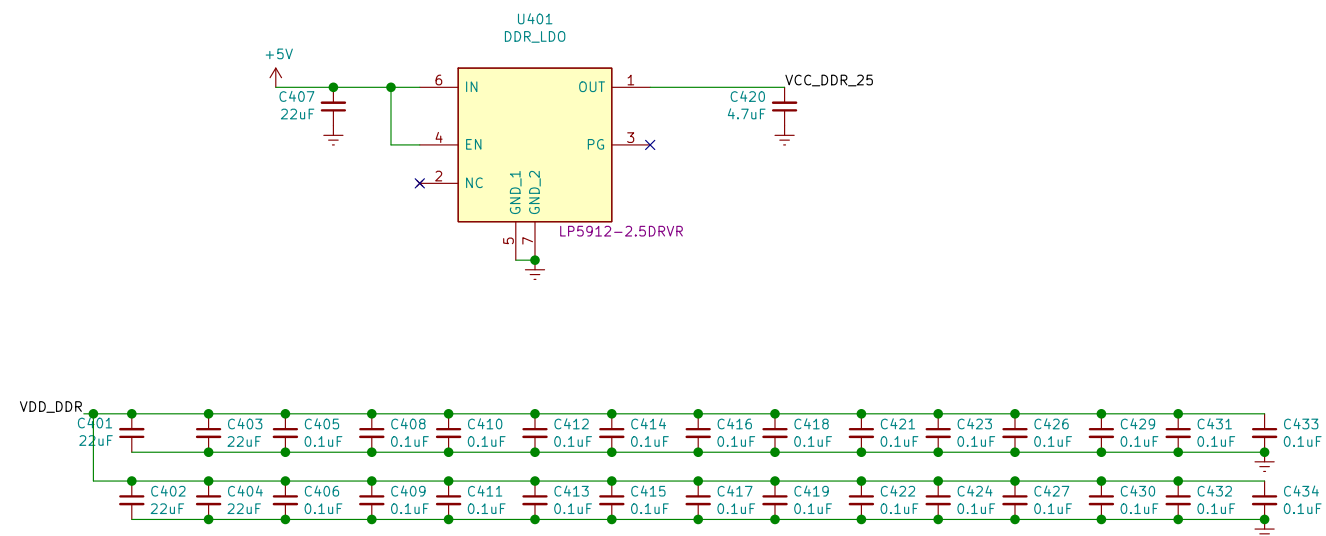 U401
DDR_LDO
+5V
C407
22uF
6
IN
4
EN
2
NC
GND_1
GND_2
5
7
OUT
1
PG
3
LP5912-2.5DRVR
VCC_DDR_25
C420
4.7uF
VDD_DDR
C401 C403 C405 C408 C410 C412 C414 C416 C418 C421 C423 C426 C429 C431 C433
22uF 22uF 0.1uF 0.1uF 0.1uF 0.1uF 0.1uF 0.1uF 0.1uF 0.1uF 0.1uF 0.1uF 0.1uF 0.1uF 0.1uF
C402 C404 C406 C409 C411 C413 C415 C417 C419 C422 C424 C427 C430 C432 C434
22uF 22uF 0.1uF 0.1uF 0.1uF 0.1uF 0.1uF 0.1uF 0.1uF 0.1uF 0.1uF 0.1uF 0.1uF 0.1uF 0.1uF